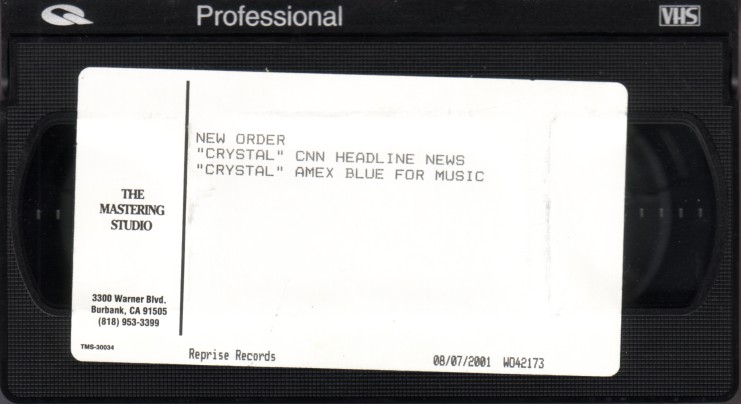 Professional
VHS
NEW ORDER
"CRYSTAL" CNN HEADLINE NEWS
"CRYSTAL" AMEX BLUE FOR MUSIC
THE
MASTERING
STUDIO
3300 Warner Blvd.
Burbank, CA 91505
(818) 953-3399
TMS-30034
Reprise Records 08/07/2001 WO42173